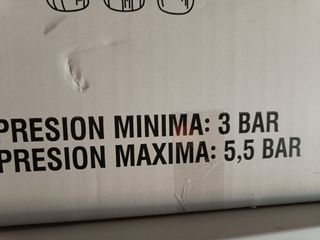 PRESION MINIMA: 3 BAR
PRESION MAXIMA: 5,5 BAR